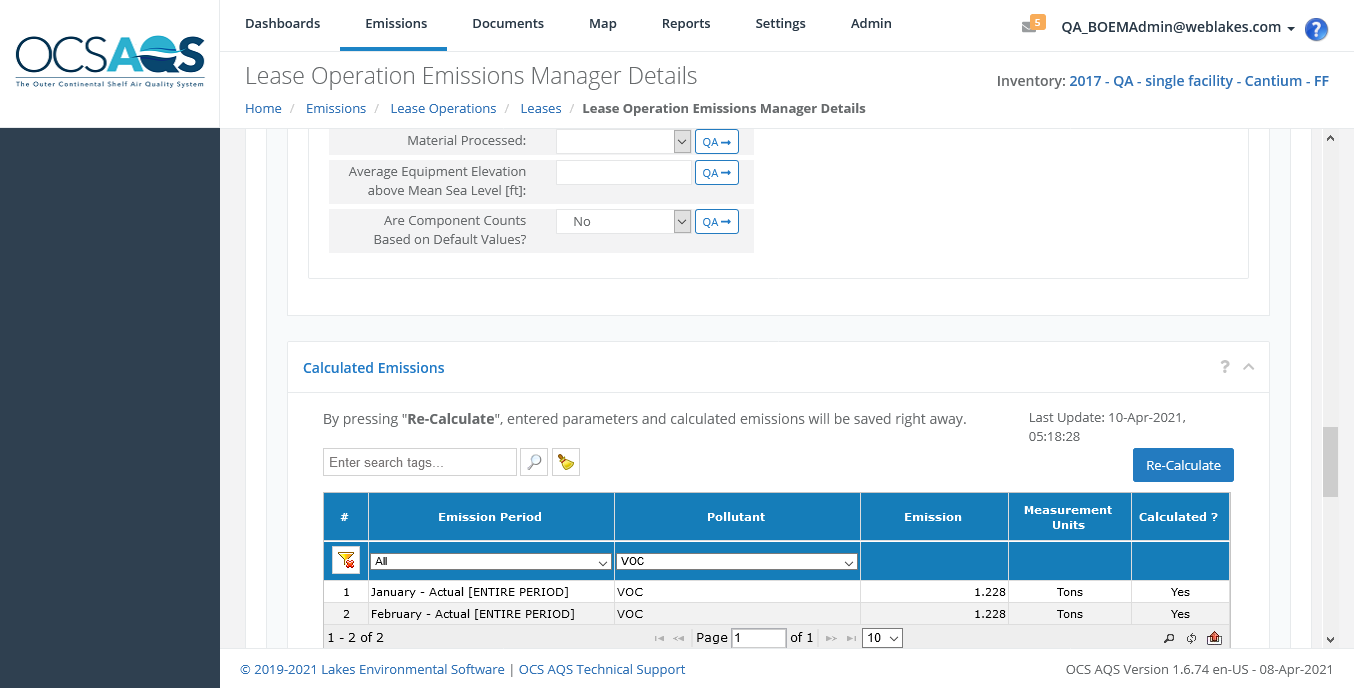 Dashboards Emissions Documents Map Reports Settings Admin 5 QA_BOEMAdmin@weblakes.com ?
OCSAQS
The Outer Continental Shelf Air Quality System
Lease Operation Emissions Manager Details
Inventory: 2017 - QA - single facility - Cantium - FF
Home / Emissions / Lease Operations / Leases / Lease Operation Emissions Manager Details
Material Processed: QA
Average Equipment Elevation
above Mean Sea Level [ft]: QA
Are Component Counts
Based on Default Values? No QA
Calculated Emissions ?
By pressing "Re-Calculate", entered parameters and calculated emissions will be saved right away.
Last Update: 10-Apr-2021,
05:18:28
Enter search tags...
Re-Calculate
# Emission Period Pollutant Emission Measurement Units Calculated ?
All VOC
1 January - Actual [ENTIRE PERIOD] VOC 1.228 Tons Yes
2 February - Actual [ENTIRE PERIOD] VOC 1.228 Tons Yes
1 - 2 of 2 Page 1 of 1 10
© 2019-2021 Lakes Environmental Software | OCS AQS Technical Support
OCS AQS Version 1.6.74 en-US - 08-Apr-2021